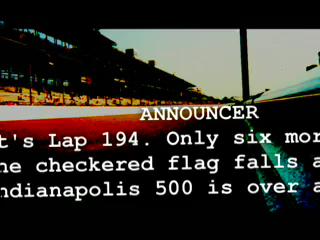 ANNOUNCER
t's Lap 194. Only six mor
he checkered flag falls a
ndianapolis 500 is over a